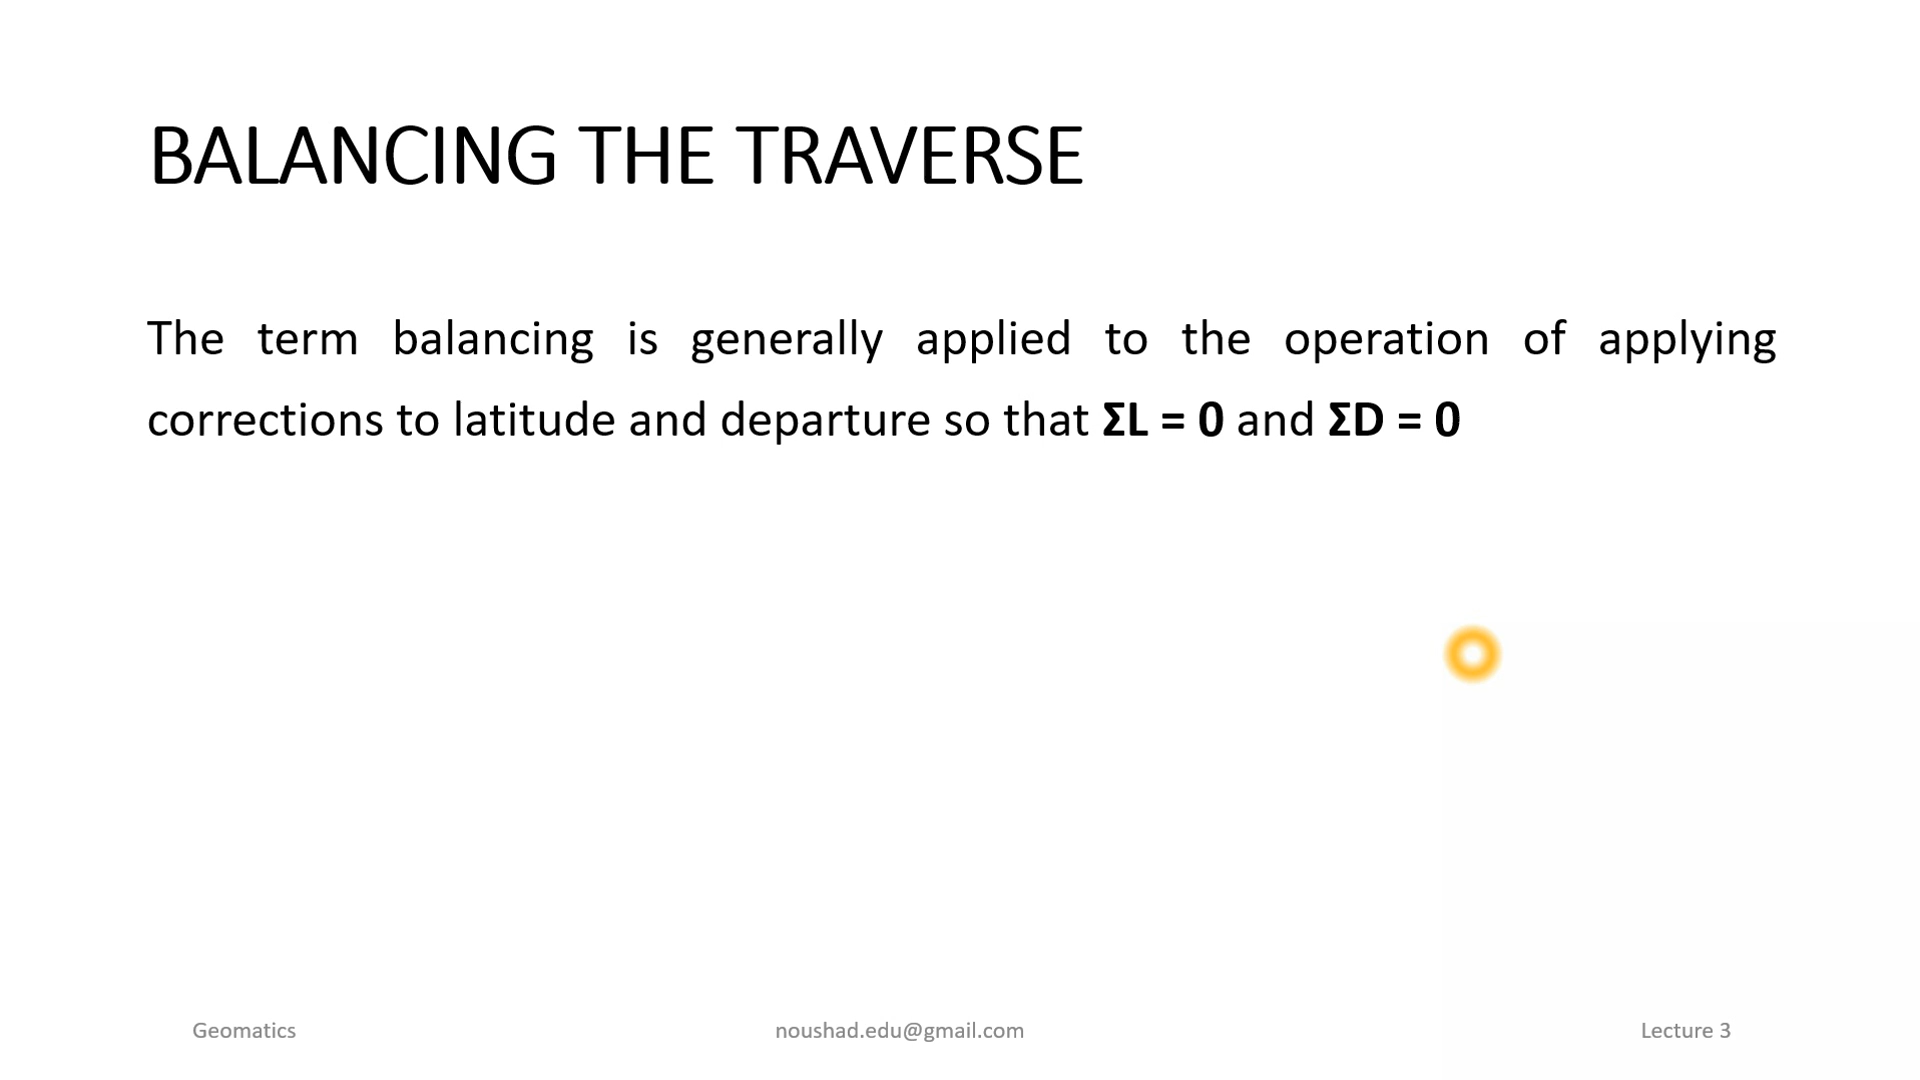 BALANCING THE TRAVERSE
The term balancing is generally applied to the operation of applying
corrections to latitude and departure so that ΣL = 0 and ΣD = 0
Geomatics
noushad.edu@gmail.com
Lecture 3